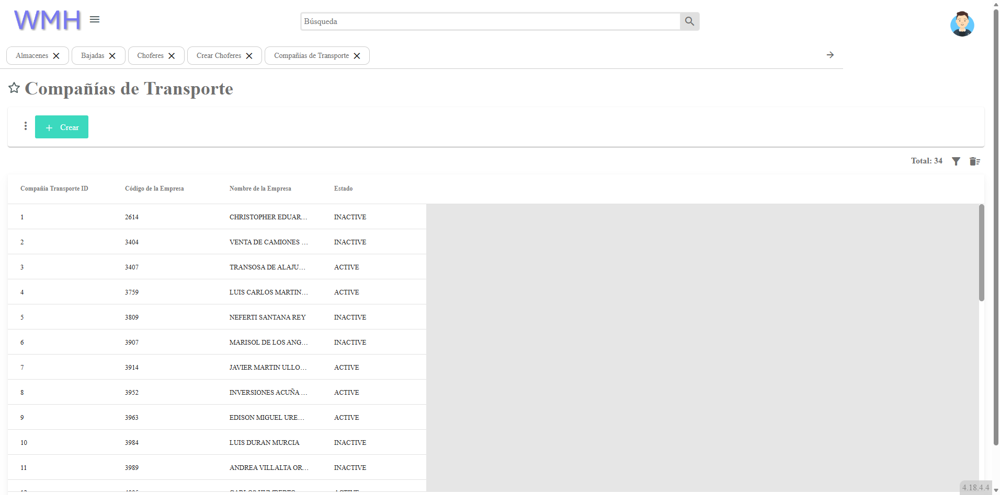 WMH
Búsqueda
Almacenes Bajadas Choferes Crear Choferes Compañías de Transporte
Compañías de Transporte
Crear
Total: 34
Compañia Transporte ID Código de la Empresa Nombre de la Empresa Estado
1 2614 CHRISTOPHER EDUAR... INACTIVE
2 3404 VENTA DE CAMIONES ... INACTIVE
3 3407 TRANSOSA DE ALAJU... ACTIVE
4 3759 LUIS CARLOS MARTIN... ACTIVE
5 3809 NEFERTI SANTANA REY INACTIVE
6 3907 MARISOL DE LOS ANG... INACTIVE
7 3914 JAVIER MARTIN ULLO... ACTIVE
8 3952 INVERSIONES ACUÑA ... ACTIVE
9 3963 EDISON MIGUEL URE... ACTIVE
10 3984 LUIS DURAN MURCIA INACTIVE
11 3989 ANDREA VILLALTA OR... INACTIVE
4.18.4.4